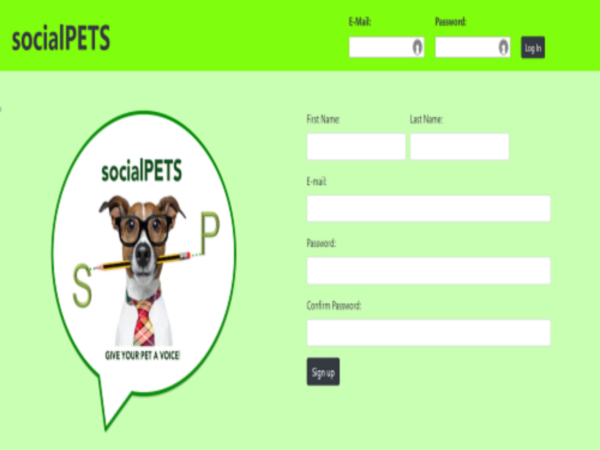 socialPETS
E-Mail:
Password:
Log In
socialPETS
S P
GIVE YOUR PET A VOICE!
First Name:
Last Name:
E-mail:
Password:
Confirm Password:
Sign up